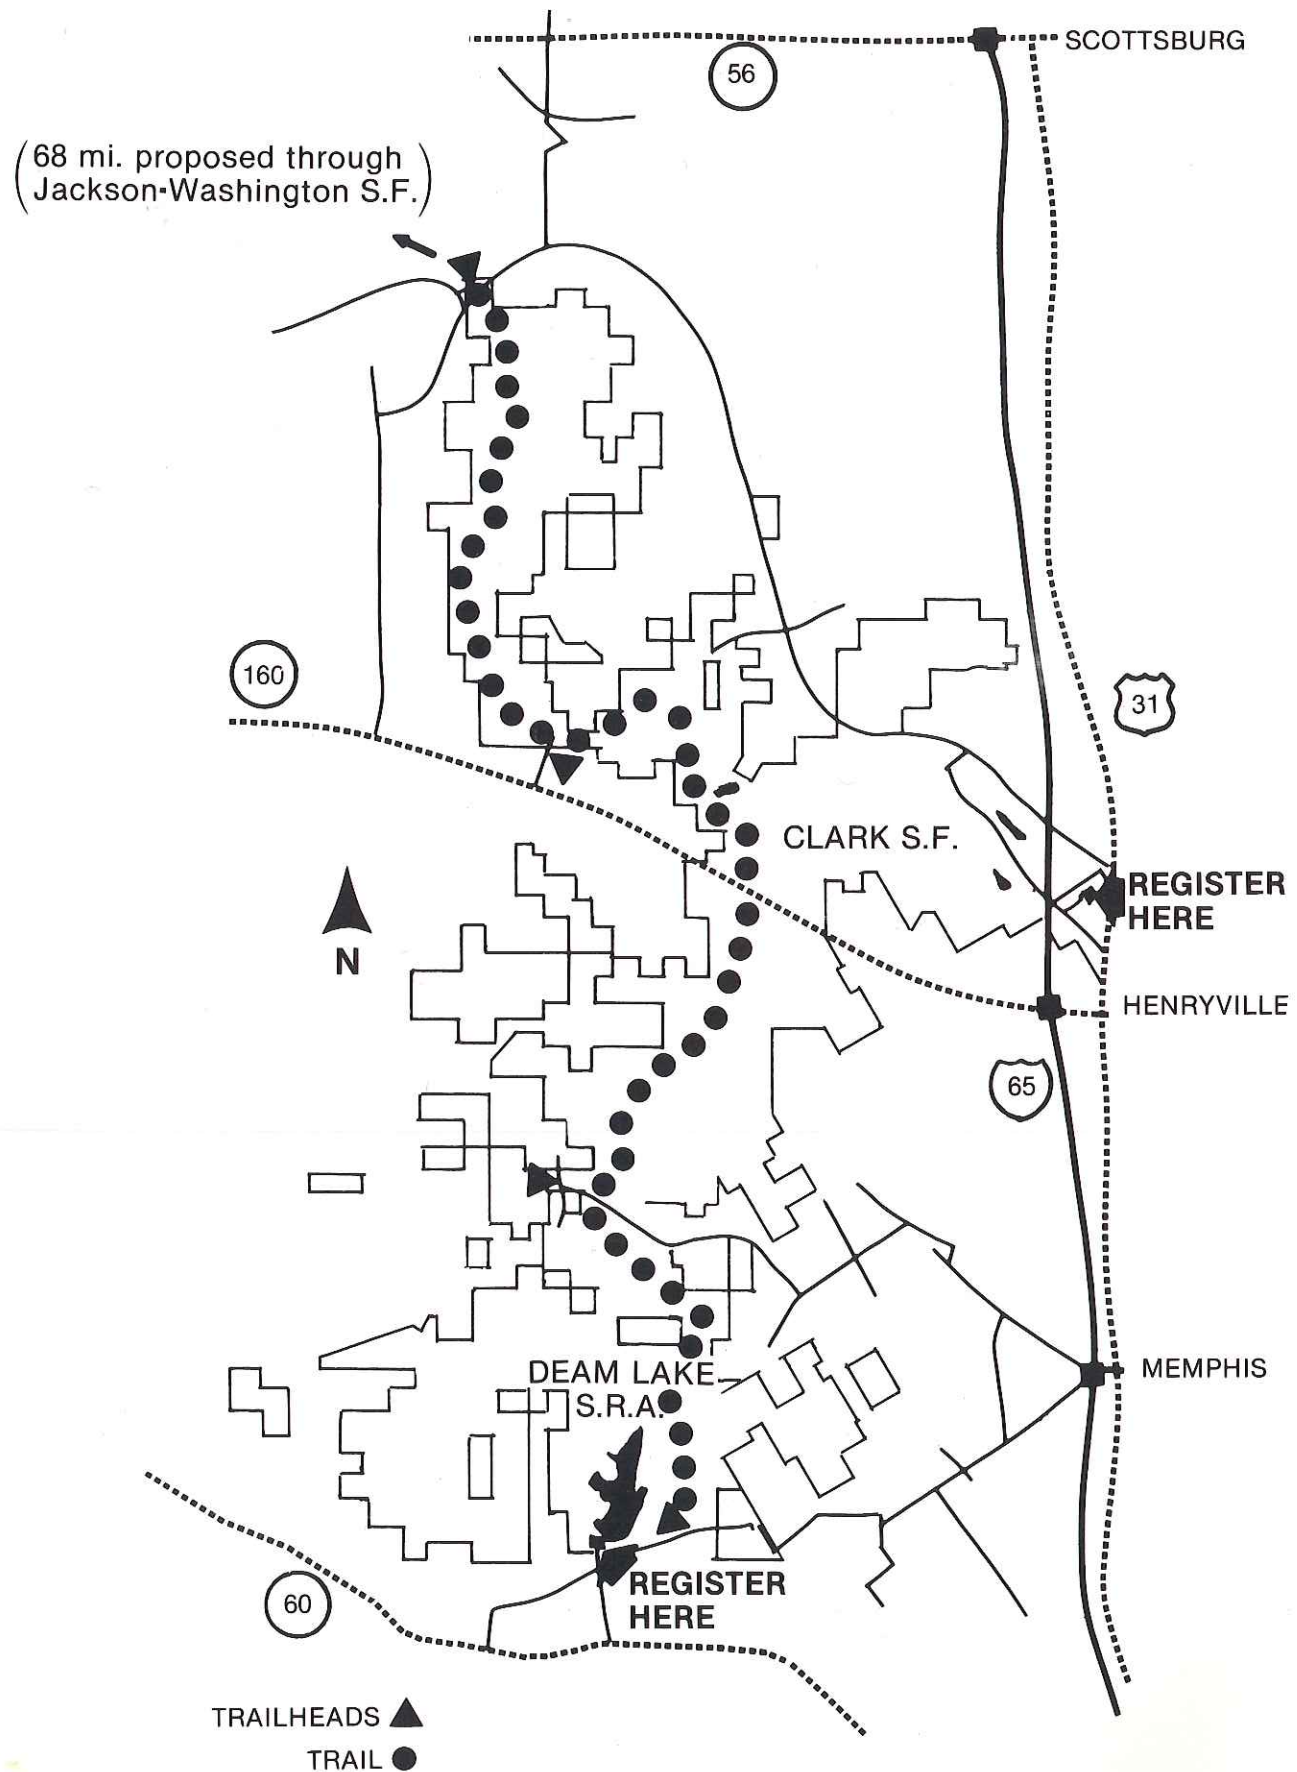 SCOTTSBURG
56
(68 mi. proposed through
Jackson-Washington S.F.)
160
31
CLARK S.F.
REGISTER
HERE
N
HENRYVILLE
65
DEAM LAKE
S.R.A.
MEMPHIS
REGISTER
HERE
60
TRAILHEADS
TRAIL